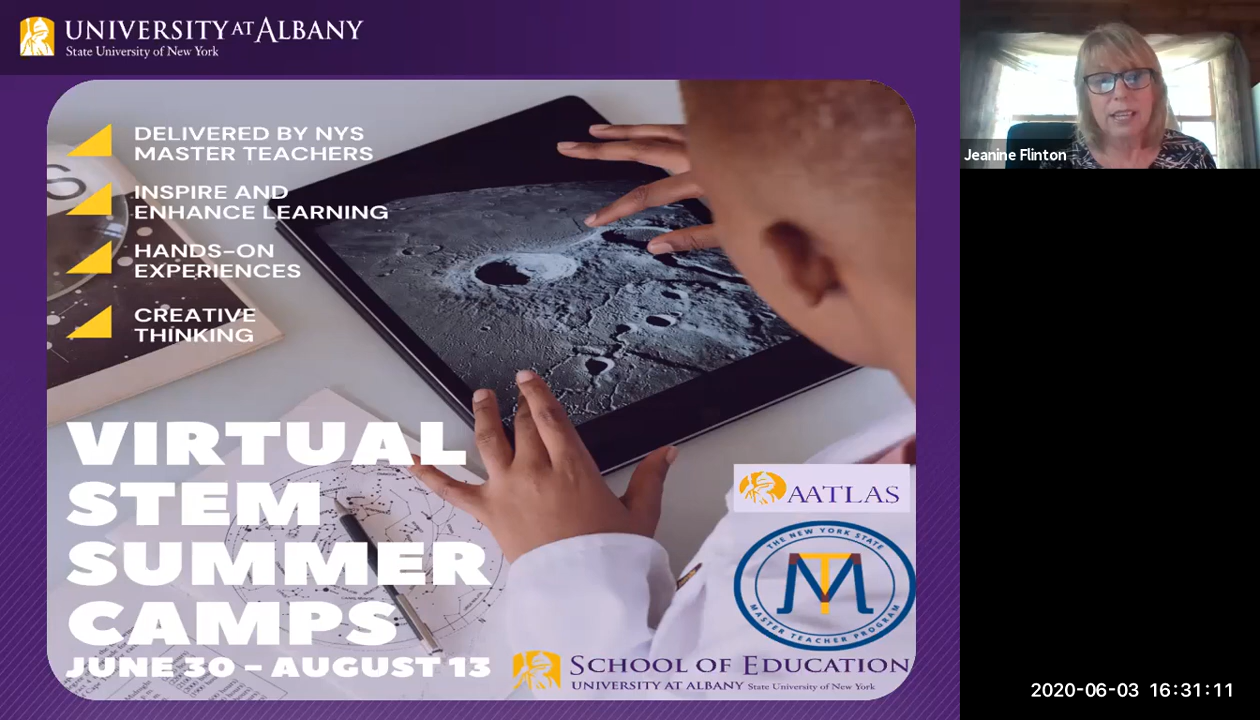 UNIVERSITY AT ALBANY
State University of New York
DELIVERED BY NYS
MASTER TEACHERS
INSPIRE AND
ENHANCE LEARNING
HANDS-ON
EXPERIENCES
CREATIVE
THINKING
VIRTUAL
STEM
SUMMER
CAMPS
JUNE 30 - AUGUST 13
AATLAS
THE NEW YORK STATE
MT
MASTER TEACHER PROGRAM
SCHOOL OF EDUCATION
UNIVERSITY AT ALBANY State University of New York
Jeanine Flinton
2020-06-03 16:31:11